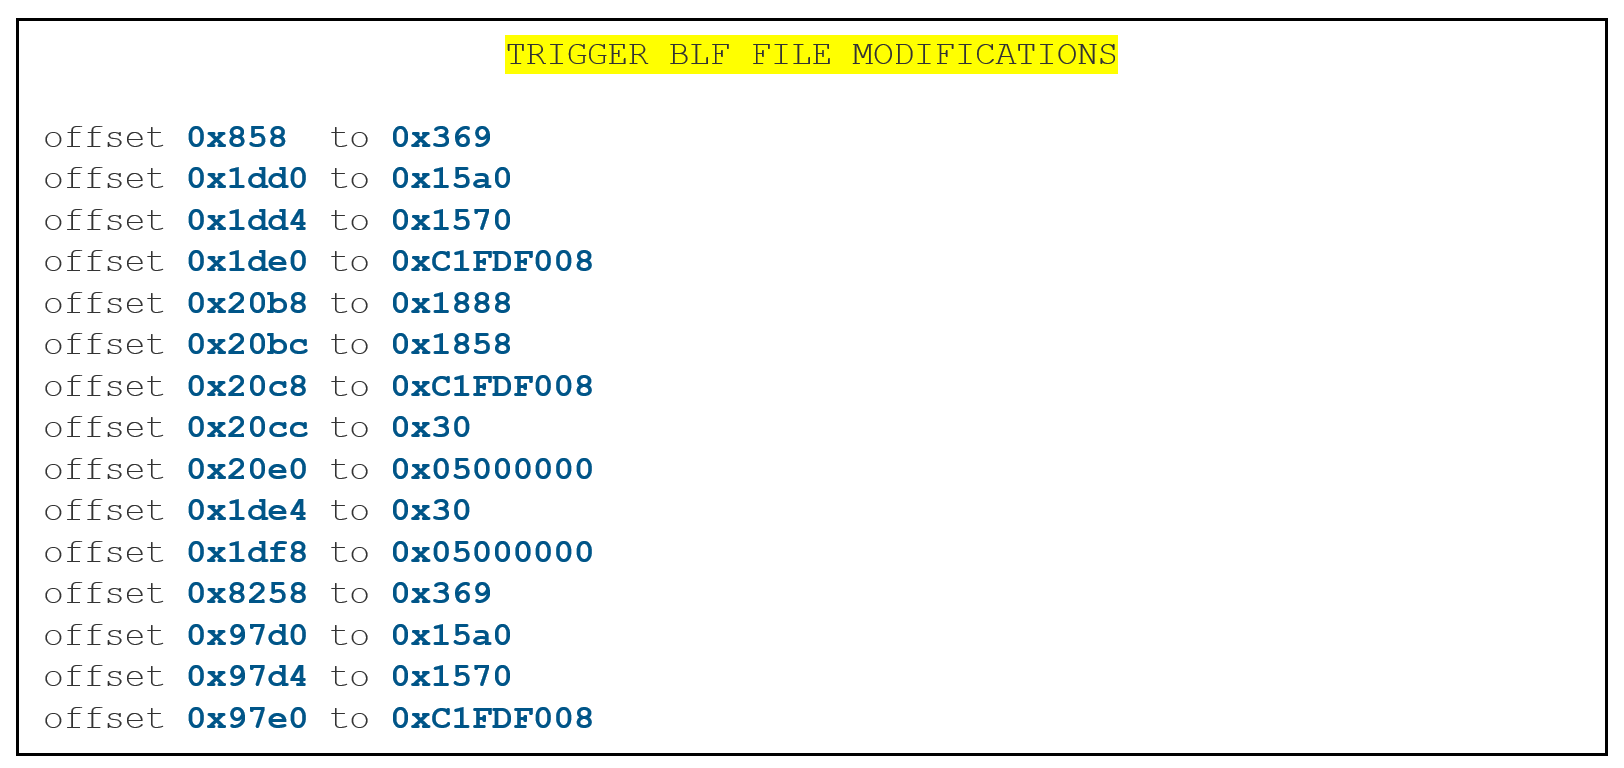 TRIGGER BLF FILE MODIFICATIONS
offset 0x858 to 0x369
offset 0x1dd0 to 0x15a0
offset 0x1dd4 to 0x1570
offset 0x1de0 to 0xC1FDF008
offset 0x20b8 to 0x1888
offset 0x20bc to 0x1858
offset 0x20c8 to 0xC1FDF008
offset 0x20cc to 0x30
offset 0x20e0 to 0x05000000
offset 0x1de4 to 0x30
offset 0x1df8 to 0x05000000
offset 0x8258 to 0x369
offset 0x97d0 to 0x15a0
offset 0x97d4 to 0x1570
offset 0x97e0 to 0xC1FDF008